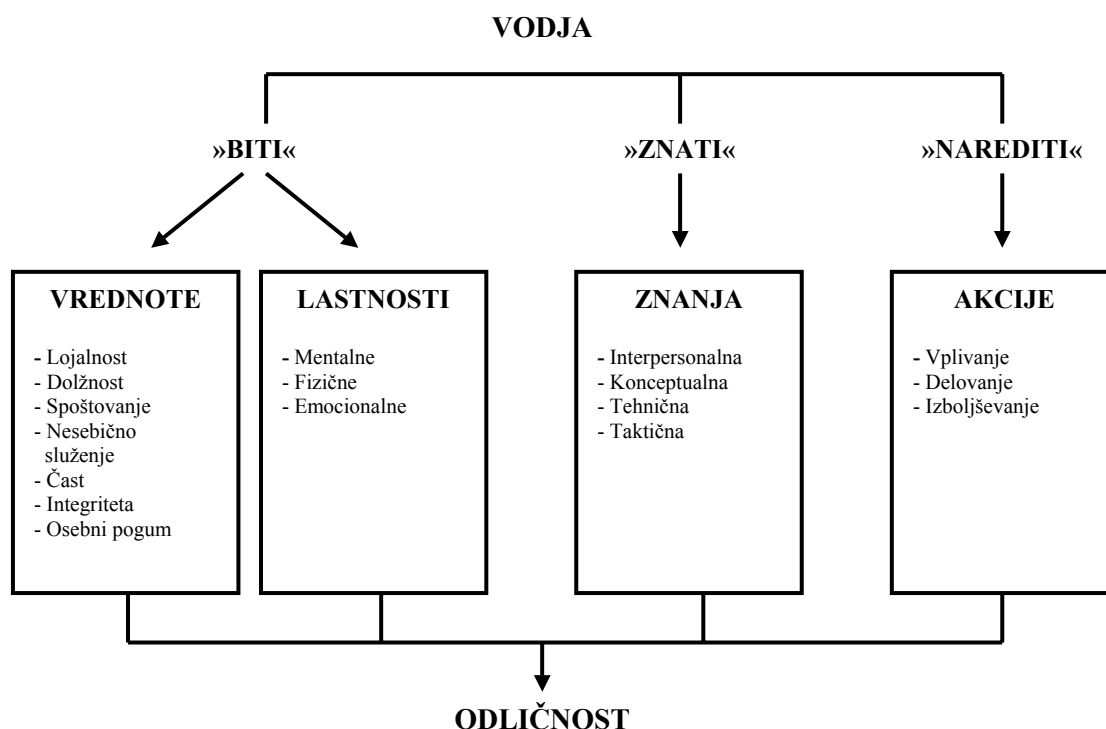 VODJA
»BITI«
»ZNATI«
»NAREDITI«
VREDNOTE
- Lojalnost
- Dolžnost
- Spoštovanje
- Nesebično
služenje
- Čast
- Integriteta
- Osebni pogum
LASTNOSTI
- Mentalne
- Fizične
- Emocionalne
ZNANJA
- Interpersonalna
- Konceptualna
- Tehnična
- Taktična
AKCIJE
- Vplivanje
- Delovanje
- Izboljševanje
ODLIČNOST